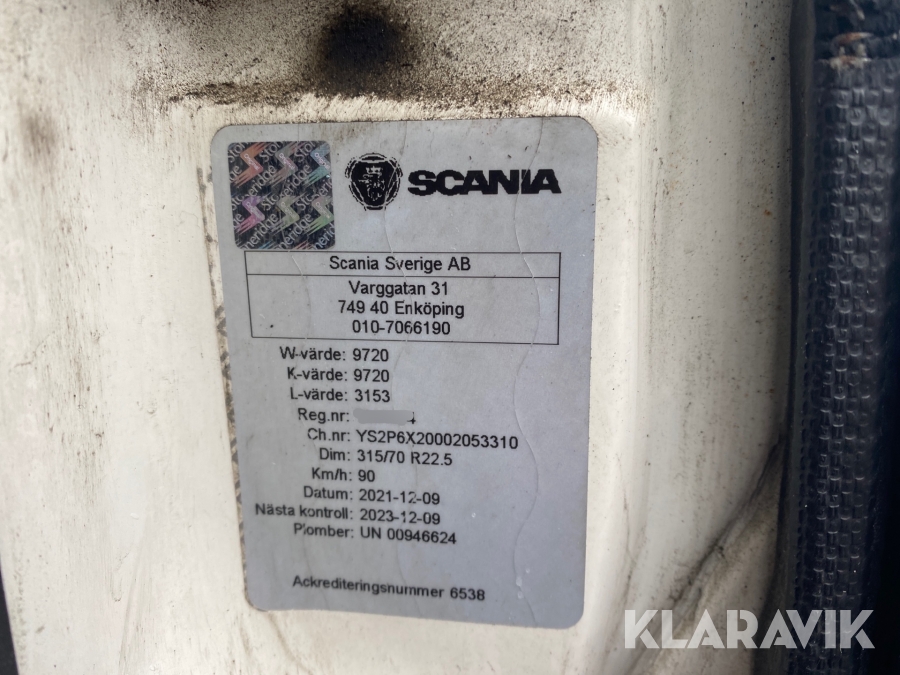 SCANIA
Scania Sverige AB
Varggatan 31
749 40 Enköping
010-7066190
W-värde: 9720
K-värde: 9720
L-värde: 3153
Reg.nr:
Ch.nr: YS2P6X20002053310
Dim: 315/70 R22.5
Km/h: 90
Datum: 2021-12-09
Nästa kontroll: 2023-12-09
Plomber: UN 00946624
Ackrediteringsnummer 6538
KLARAVIK